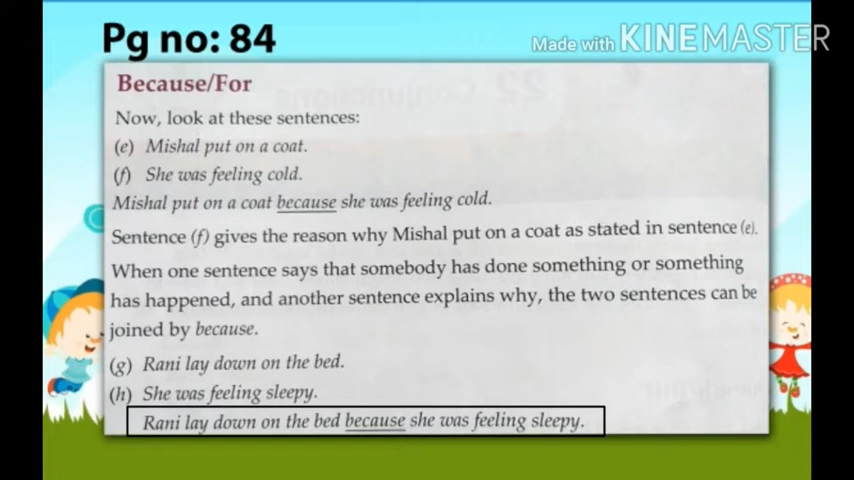 Pg no: 84
Made with KINEMASTER
Because/For
Now, look at these sentences:
(e) Mishal put on a coat.
(f) She was feeling cold.
Mishal put on a coat because she was feeling cold.
Sentence (f) gives the reason why Mishal put on a coat as stated in sentence (e).
When one sentence says that somebody has done something or something
has happened, and another sentence explains why, the two sentences can be
joined by because.
(g) Rani lay down on the bed.
(h) She was feeling sleepy.
Rani lay down on the bed because she was feeling sleepy.